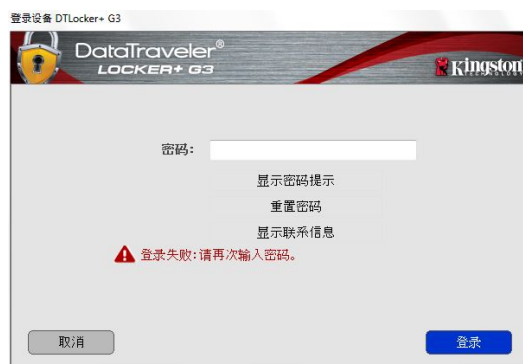 登录设备 DTLocker+ G3
DataTraveler®
LOCKER+ G3
Kingston
TECHNOLOGY
密码:
显示密码提示
重置密码
显示联系信息
登录失败:请再次输入密码。
取消
登录